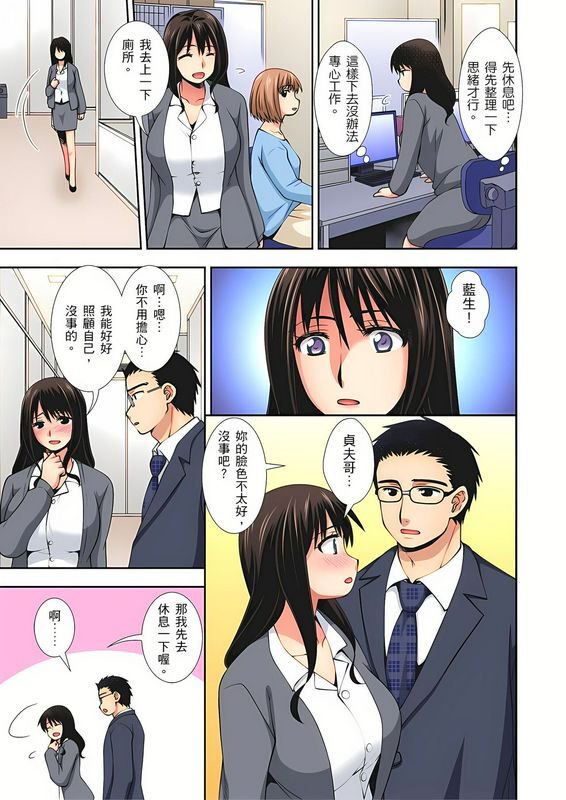 先休息吧…
得先整理一下
思緒才行。
這樣下去沒辦法
專心工作。
我去上一下
廁所。
藍生！
貞夫哥…
妳的臉色不太好，
沒事吧？
啊…嗯…
你不用擔心…
我能好好
照顧自己，
沒事的。
那我先去
休息一下喔。
啊……